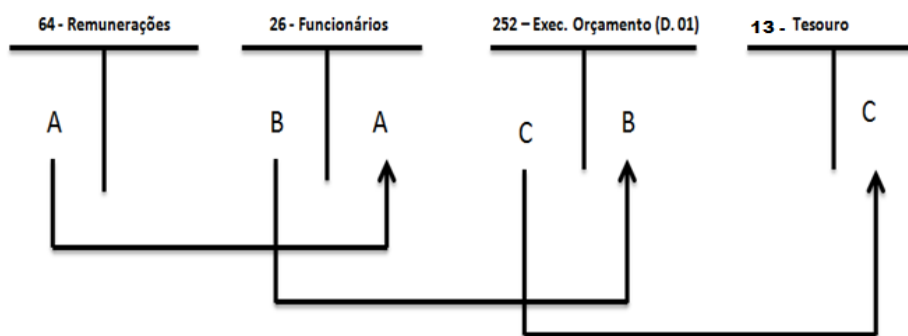 64 - Remunerações 26 - Funcionários 252 – Exec. Orçamento (D. 01) 13 - Tesouro
A B A C B C